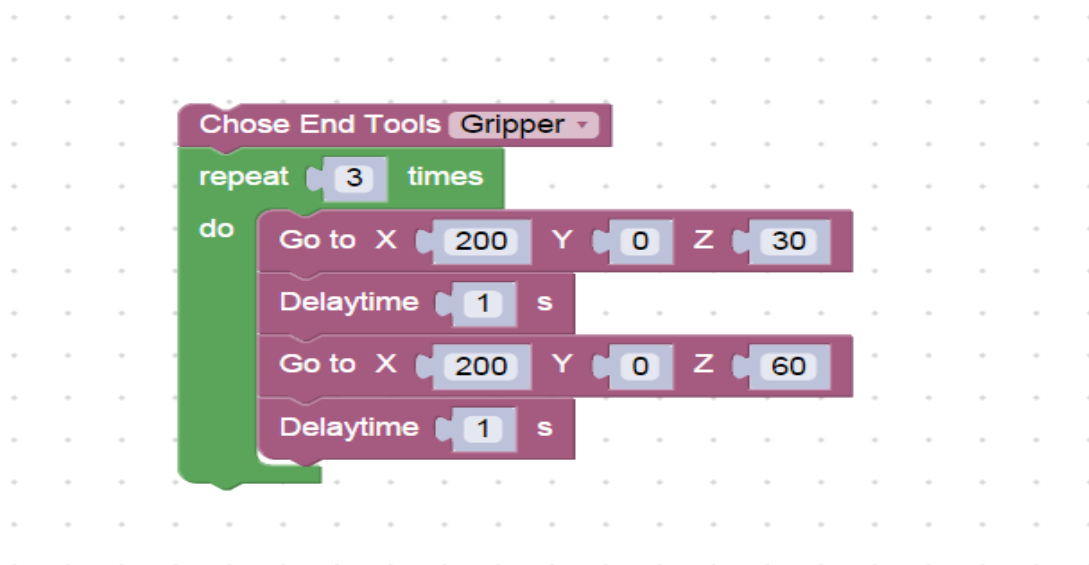 Chose End Tools Gripper
repeat 3 times
do
Go to X 200 Y 0 Z 30
Delaytime 1 s
Go to X 200 Y 0 Z 60
Delaytime 1 s